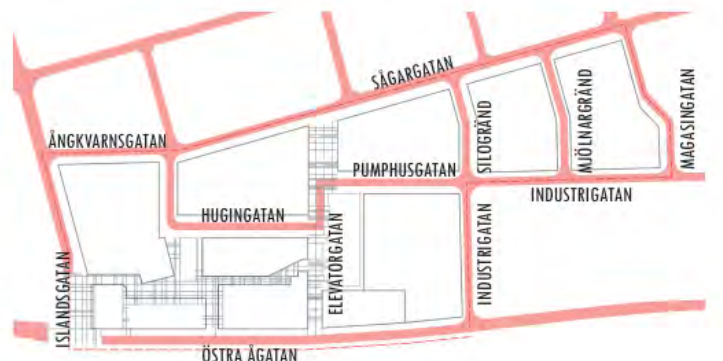 SÅGARGATAN
ÅNGKVARNSGATAN
PUMPHUSGATAN
SILOGRÄND
MJÖLNARGRÄND
MAGASINGATAN
INDUSTRIGATAN
HUGINGATAN
ELEVATORGATAN
INDUSTRIGATAN
ISLANDSGATAN
ÖSTRA ÅGATAN